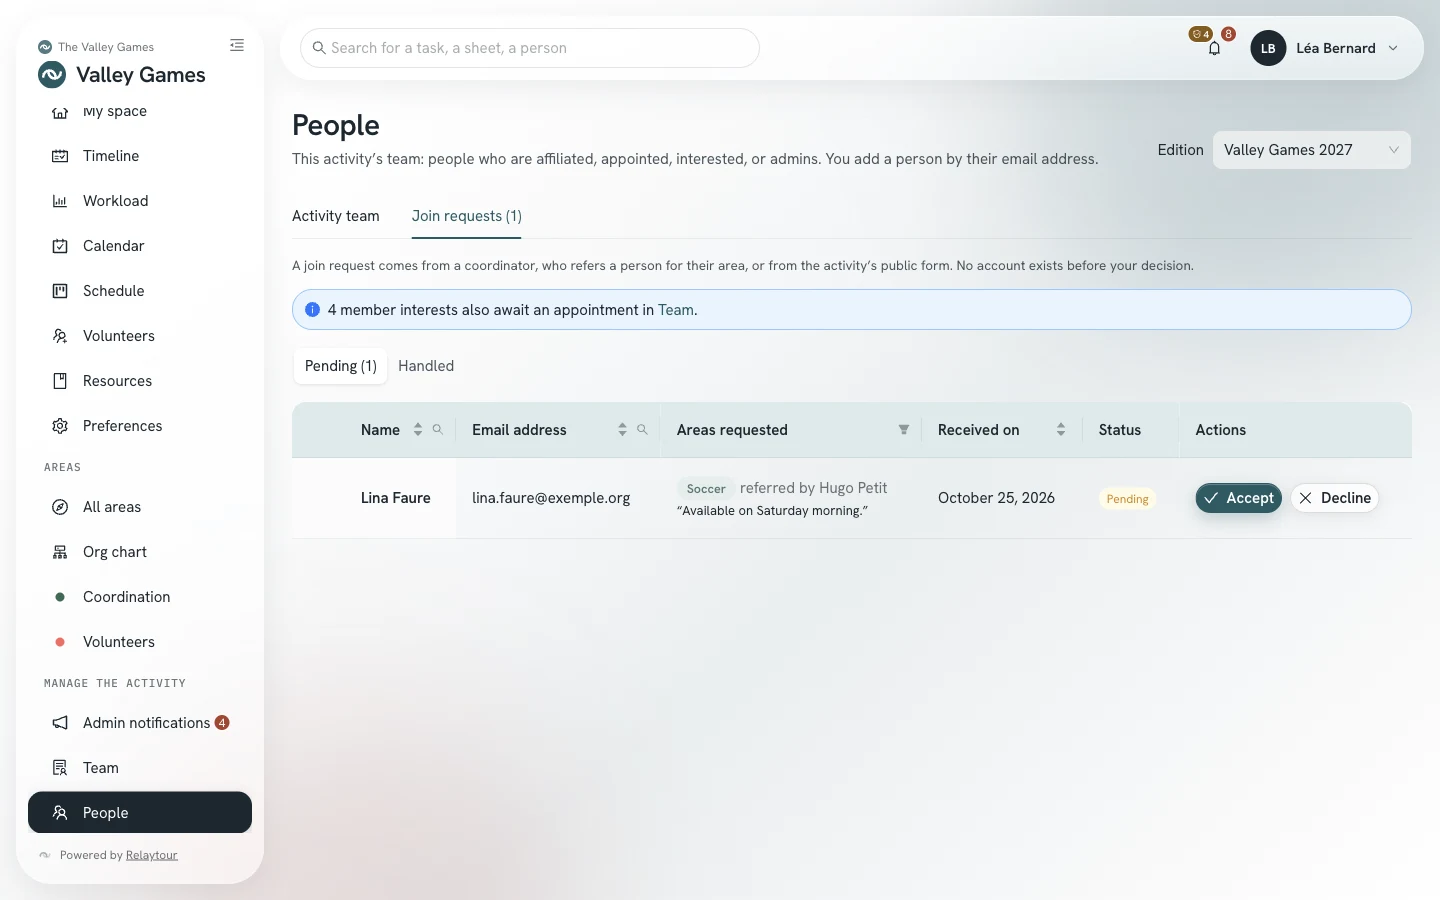 The Valley Games
Valley Games
My space
Timeline
Workload
Calendar
Schedule
Volunteers
Resources
Preferences
AREAS
All areas
Org chart
Coordination
Volunteers
MANAGE THE ACTIVITY
Admin notifications 4
Team
People
Powered by Relaytour
Search for a task, a sheet, a person
4
8
LB
Léa Bernard
People
This activity’s team: people who are affiliated, appointed, interested, or admins. You add a person by their email address.
Edition
Valley Games 2027
Activity team
Join requests (1)
A join request comes from a coordinator, who refers a person for their area, or from the activity’s public form. No account exists before your decision.
4 member interests also await an appointment in Team.
Pending (1)
Handled
Name
Email address
Areas requested
Received on
Status
Actions
Lina Faure
lina.faure@exemple.org
Soccer referred by Hugo Petit
“Available on Saturday morning.”
October 25, 2026
Pending
Accept
Decline